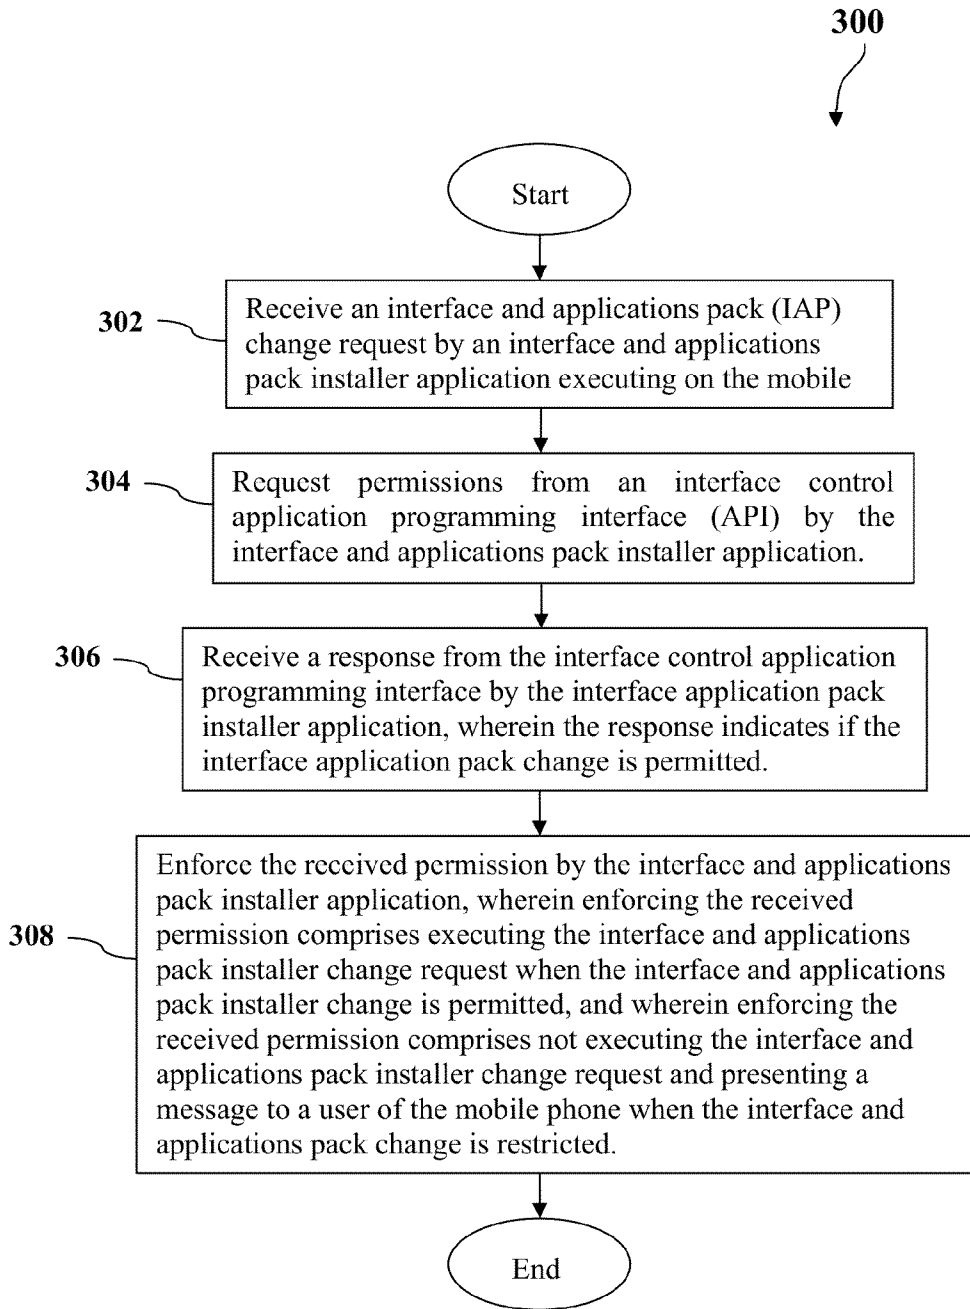 300
Start
302
Receive an interface and applications pack (IAP)
change request by an interface and applications
pack installer application executing on the mobile
304
Request permissions from an interface control
application programming interface (API) by the
interface and applications pack installer application.
306
Receive a response from the interface control application
programming interface by the interface application pack
installer application, wherein the response indicates if the
interface application pack change is permitted.
308
Enforce the received permission by the interface and applications
pack installer application, wherein enforcing the received
permission comprises executing the interface and applications
pack installer change request when the interface and applications
pack installer change is permitted, and wherein enforcing the
received permission comprises not executing the interface and
applications pack installer change request and presenting a
message to a user of the mobile phone when the interface and
applications pack change is restricted.
End